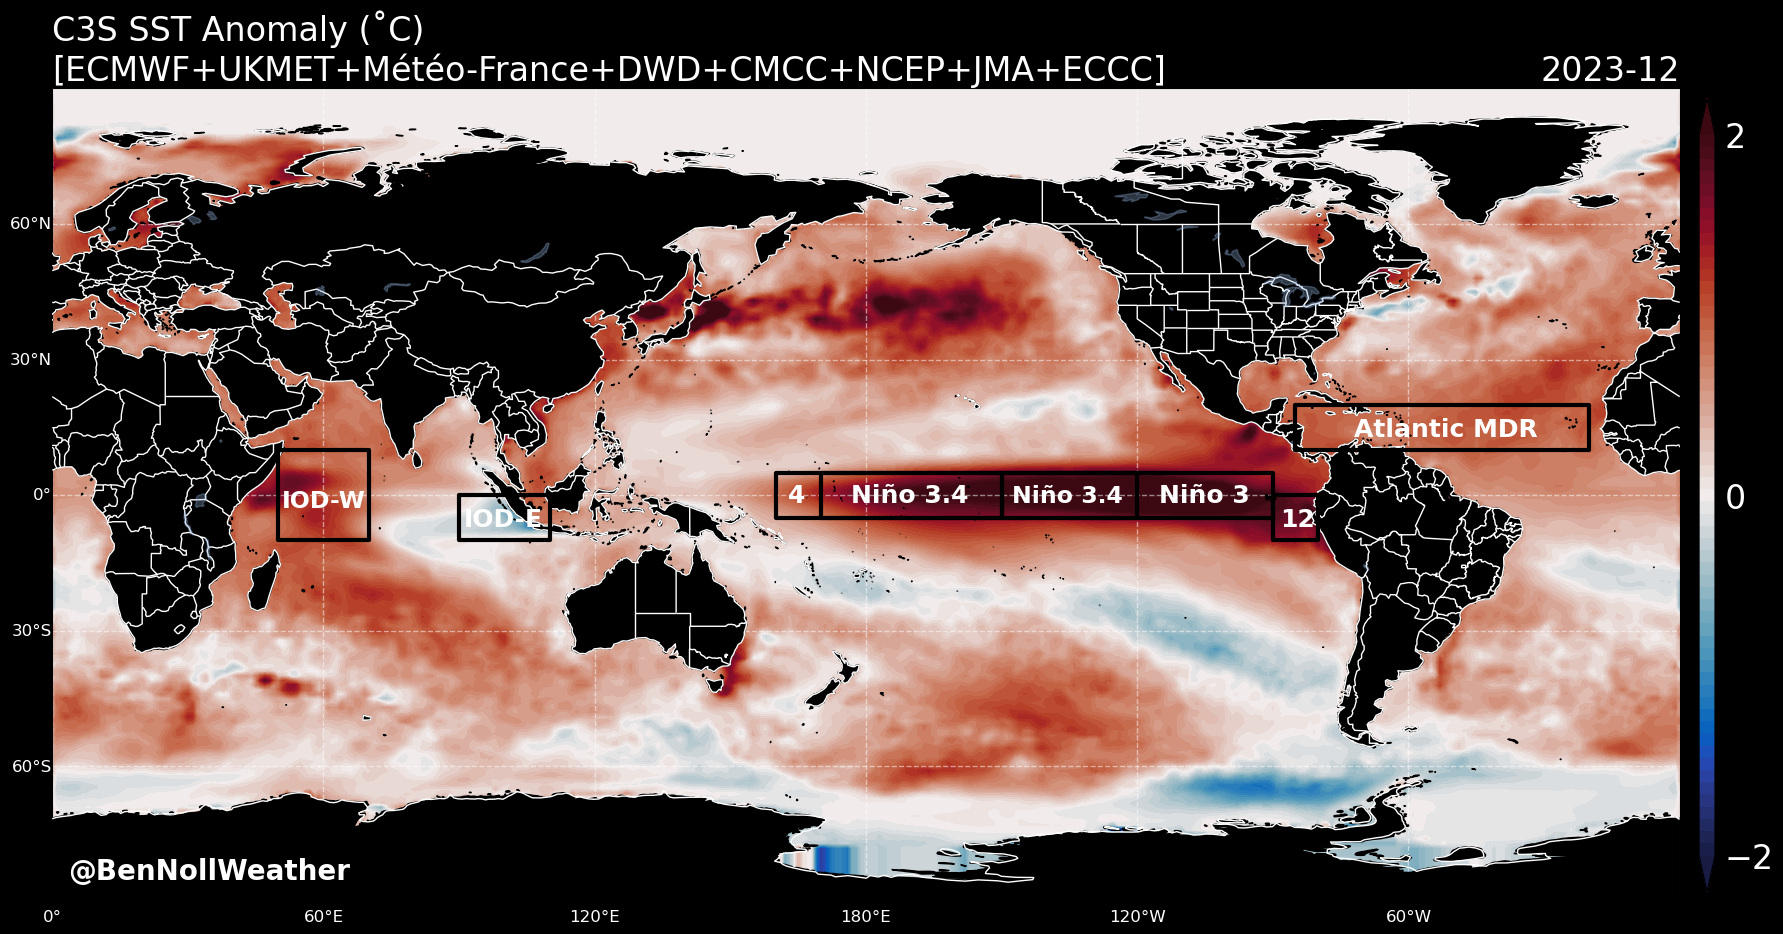 C3S SST Anomaly (˚C)
[ECMWF+UKMET+Météo-France+DWD+CMCC+NCEP+JMA+ECCC]
2023-12
2
60°N
30°N
Atlantic MDR
0°
IOD-W
IOD-E
4
Niño 3.4
Niño 3.4
Niño 3
12
0
30°S
60°S
@BenNollWeather
−2
0°
60°E
120°E
180°E
120°W
60°W